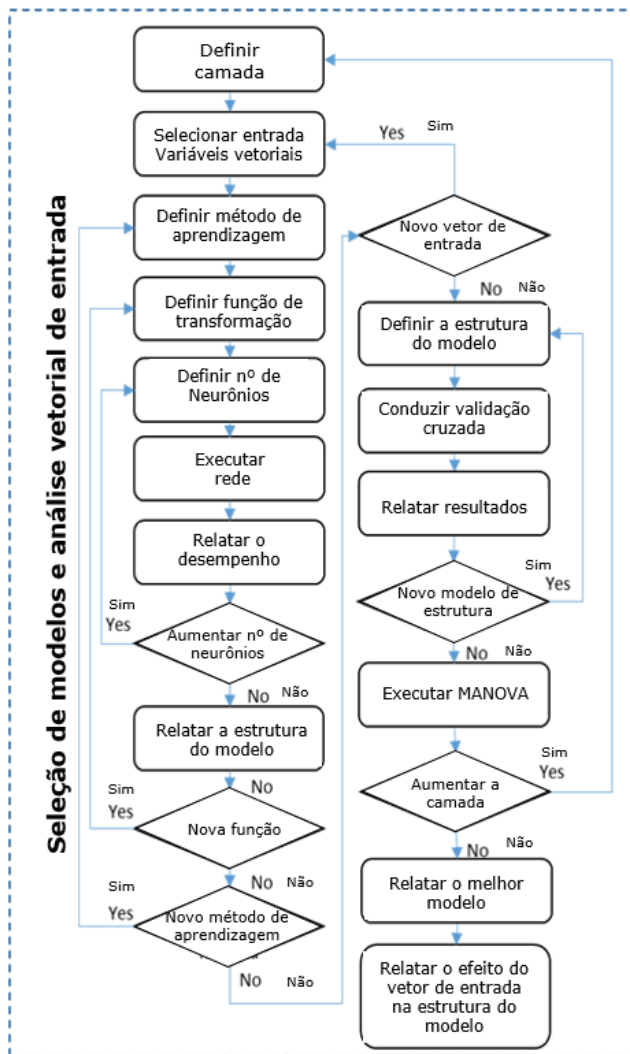 Seleção de modelos e análise vetorial de entrada
Definir
camada
Selecionar entrada
Variáveis vetoriais
Definir método de
aprendizagem
Definir função de
transformação
Definir nº de
Neurônios
Executar
rede
Relatar o
desempenho
Sim
Yes
Aumentar nº de
neurônios
No Não
Relatar a estrutura
do modelo
No
Sim
Yes
Nova função
No Não
Sim
Yes
Novo método de
aprendizagem
No Não
Yes Sim
Novo vetor de
entrada
No Não
Definir a estrutura
do modelo
Conduzir validação
cruzada
Relatar resultados
Sim
Yes
Novo modelo de
estrutura
No Não
Executar MANOVA
Sim
Yes
Aumentar a
camada
No Não
Relatar o melhor
modelo
Relatar o efeito do
vetor de entrada
na estrutura do
modelo